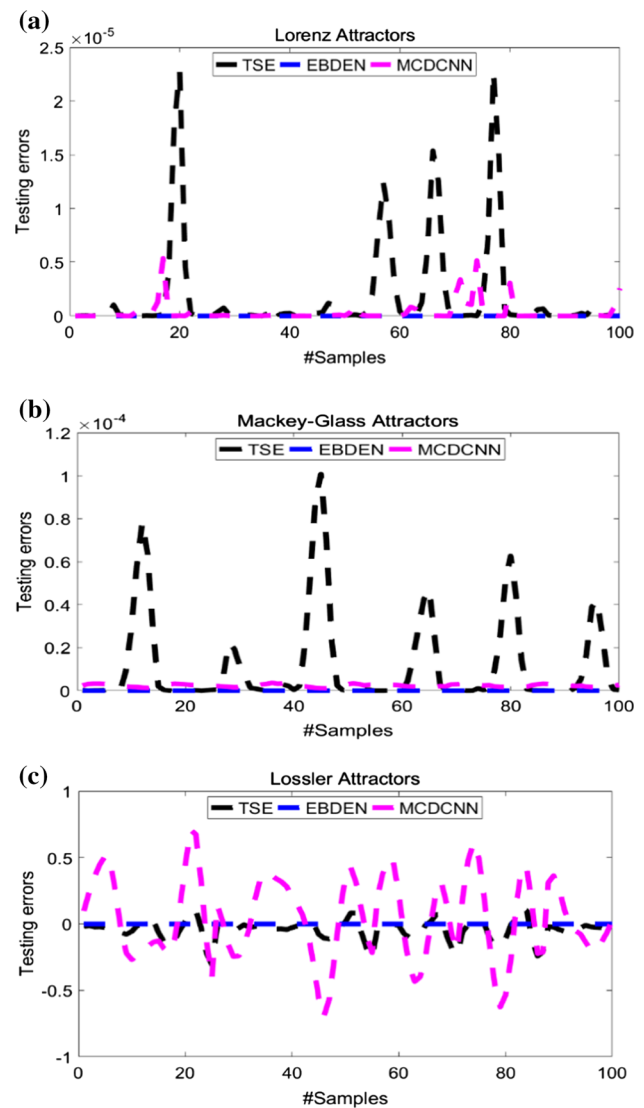 (a)
Lorenz Attractors
×10⁻⁵
TSE EBDEN MCDCNN
Testing errors
2.5
2
1.5
1
0.5
0
0 20 40 60 80 100
#Samples
(b)
Mackey-Glass Attractors
×10⁻⁴
TSE EBDEN MCDCNN
Testing errors
1.2
1
0.8
0.6
0.4
0.2
0
0 20 40 60 80 100
#Samples
(c)
Lossler Attractors
TSE EBDEN MCDCNN
Testing errors
1
0.5
0
-0.5
-1
0 20 40 60 80 100
#Samples